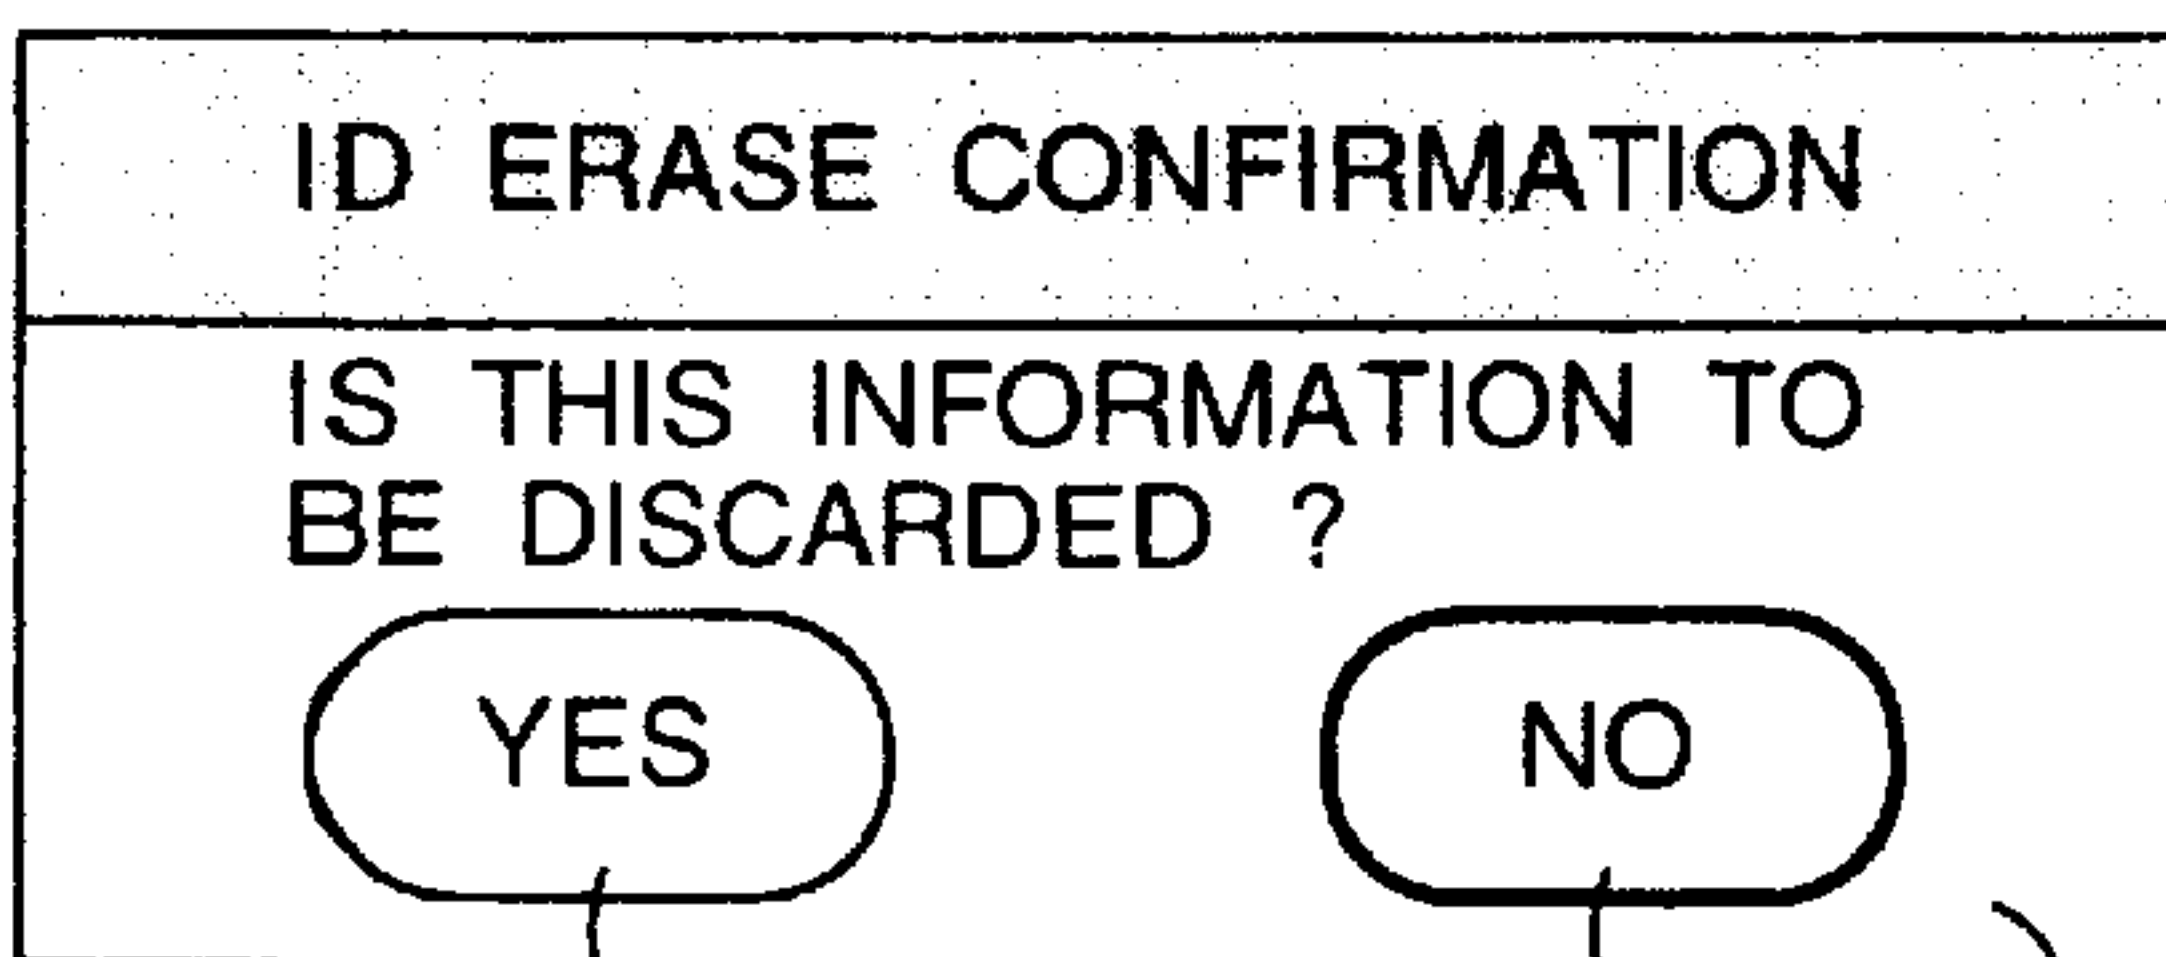 ID ERASE CONFIRMATION
IS THIS INFORMATION TO
BE DISCARDED ?
YES
NO